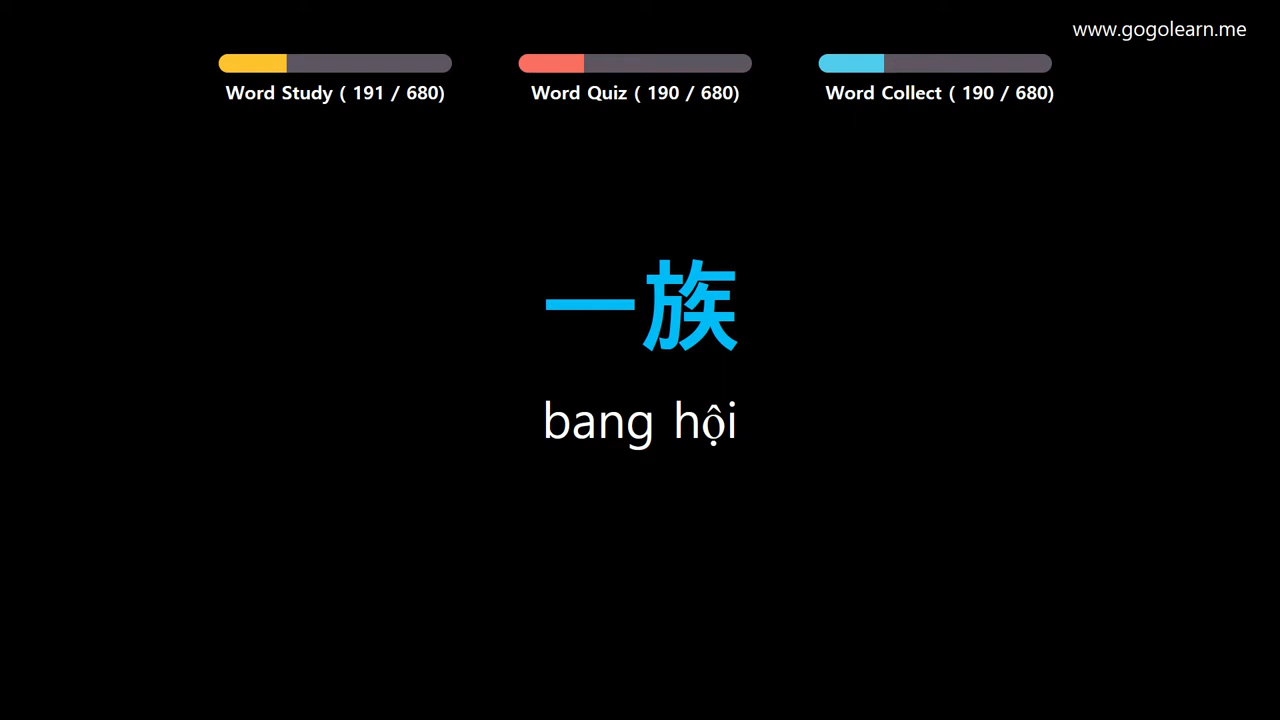 www.gogolearn.me
Word Study ( 191 / 680)
Word Quiz ( 190 / 680)
Word Collect ( 190 / 680)
一族
bang hội